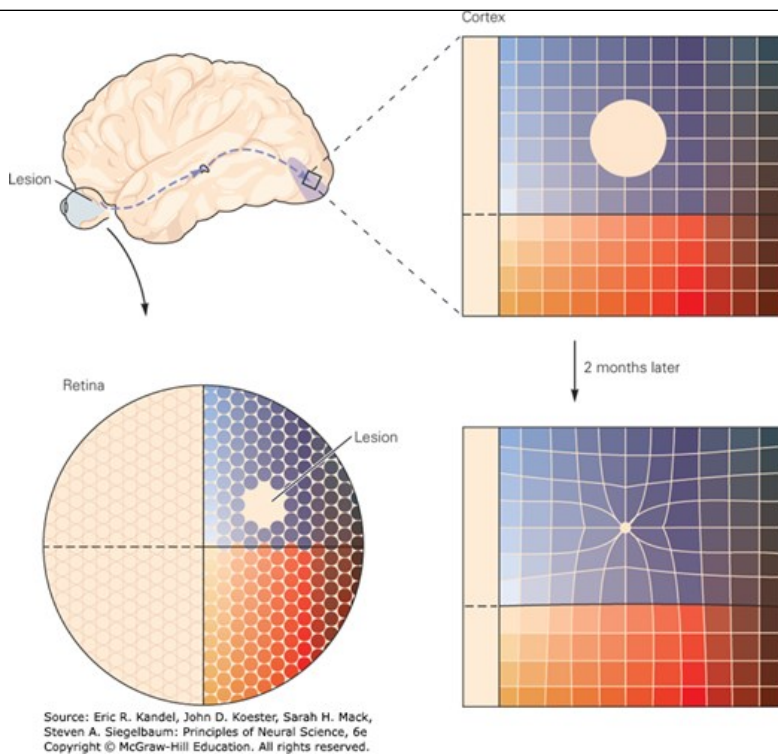 Cortex
Lesion
2 months later
Retina
Lesion
Source: Eric R. Kandel, John D. Koester, Sarah H. Mack,
Steven A. Siegelbaum: Principles of Neural Science, 6e
Copyright © McGraw-Hill Education. All rights reserved.